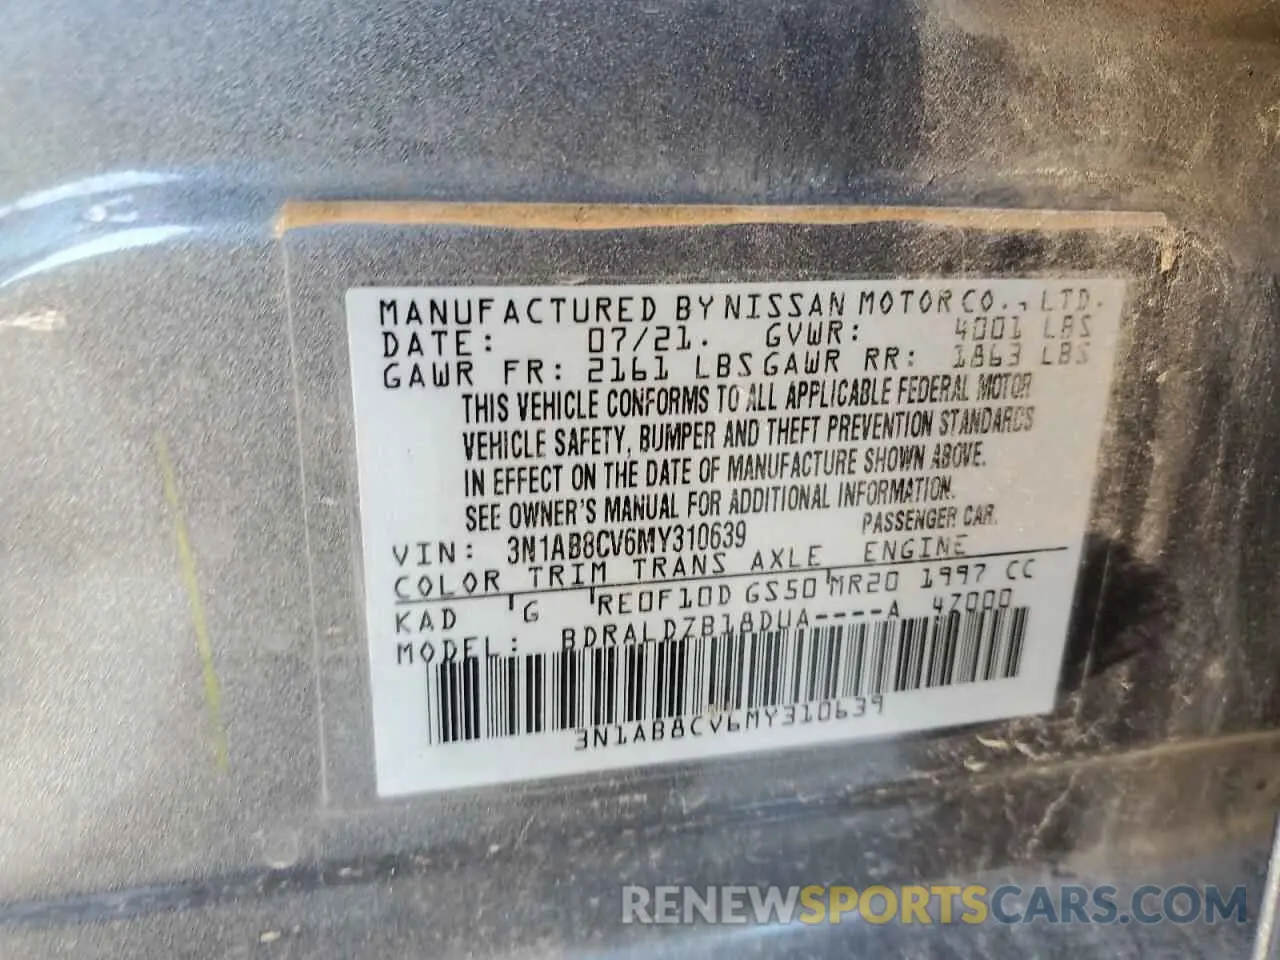 MANUFACTURED BY NISSAN MOTOR CO., LTD.
DATE: 07/21. GVWR: 4001 LBS
GAWR FR: 2161 LBS GAWR RR: 1863 LBS
THIS VEHICLE CONFORMS TO ALL APPLICABLE FEDERAL MOTOR
VEHICLE SAFETY, BUMPER AND THEFT PREVENTION STANDARDS
IN EFFECT ON THE DATE OF MANUFACTURE SHOWN ABOVE.
SEE OWNER'S MANUAL FOR ADDITIONAL INFORMATION.
VIN: 3N1AB8CV6MY310639 PASSENGER CAR.
COLOR TRIM TRANS AXLE ENGINE
KAD G RE0F10D GS50 MR20 1997 CC
MODEL: BDRALDZB18DUA----A 47000
3N1AB8CV6MY310639
RENEWSPORTSCARS.COM